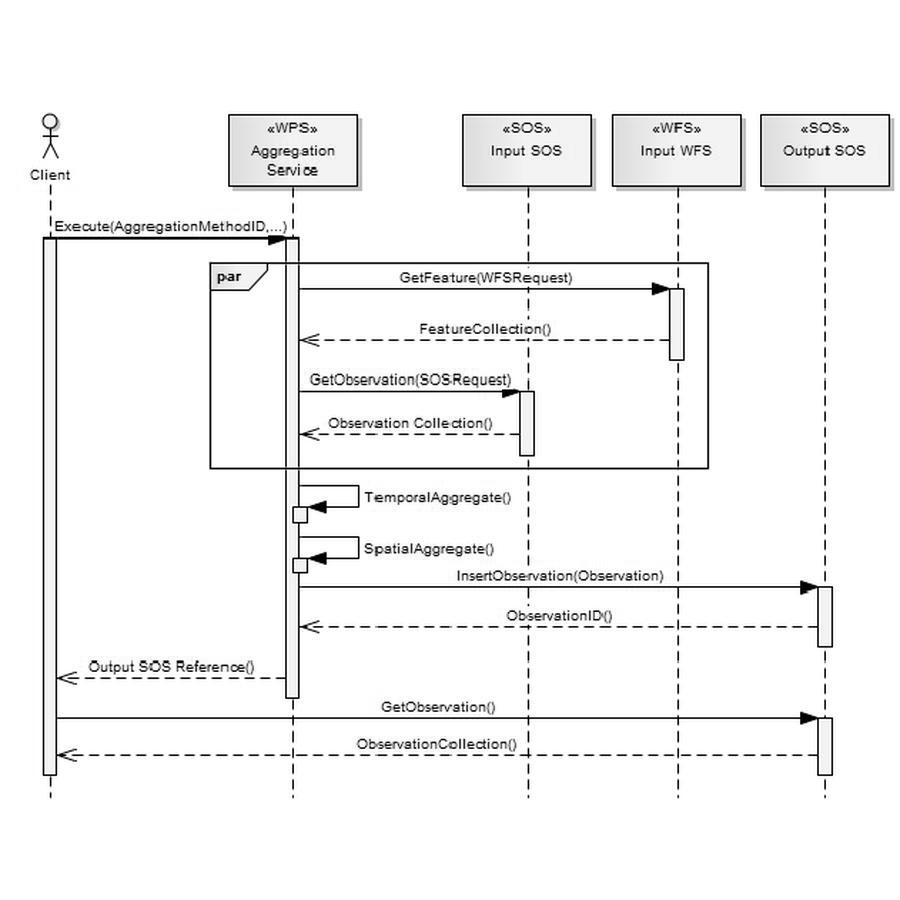 «WPS»
Aggregation
Service
«SOS»
Input SOS
«WFS»
Input WFS
«SOS»
Output SOS
Client
Execute(AggregationMethodID,...)
par
GetFeature(WFSRequest)
FeatureCollection()
GetObservation(SOSRequest)
Observation Collection()
TemporalAggregate()
SpatialAggregate()
InsertObservation(Observation)
ObservationID()
Output SOS Reference()
GetObservation()
ObservationCollection()